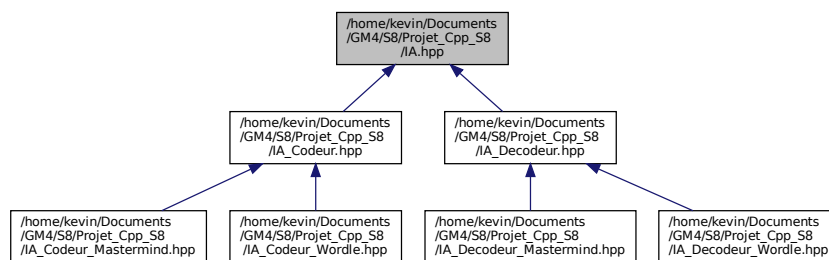 /home/kevin/Documents
/GM4/S8/Projet_Cpp_S8
/IA.hpp
/home/kevin/Documents
/GM4/S8/Projet_Cpp_S8
/IA_Codeur.hpp
/home/kevin/Documents
/GM4/S8/Projet_Cpp_S8
/IA_Decodeur.hpp
/home/kevin/Documents
/GM4/S8/Projet_Cpp_S8
/IA_Codeur_Mastermind.hpp
/home/kevin/Documents
/GM4/S8/Projet_Cpp_S8
/IA_Codeur_Wordle.hpp
/home/kevin/Documents
/GM4/S8/Projet_Cpp_S8
/IA_Decodeur_Mastermind.hpp
/home/kevin/Documents
/GM4/S8/Projet_Cpp_S8
/IA_Decodeur_Wordle.hpp